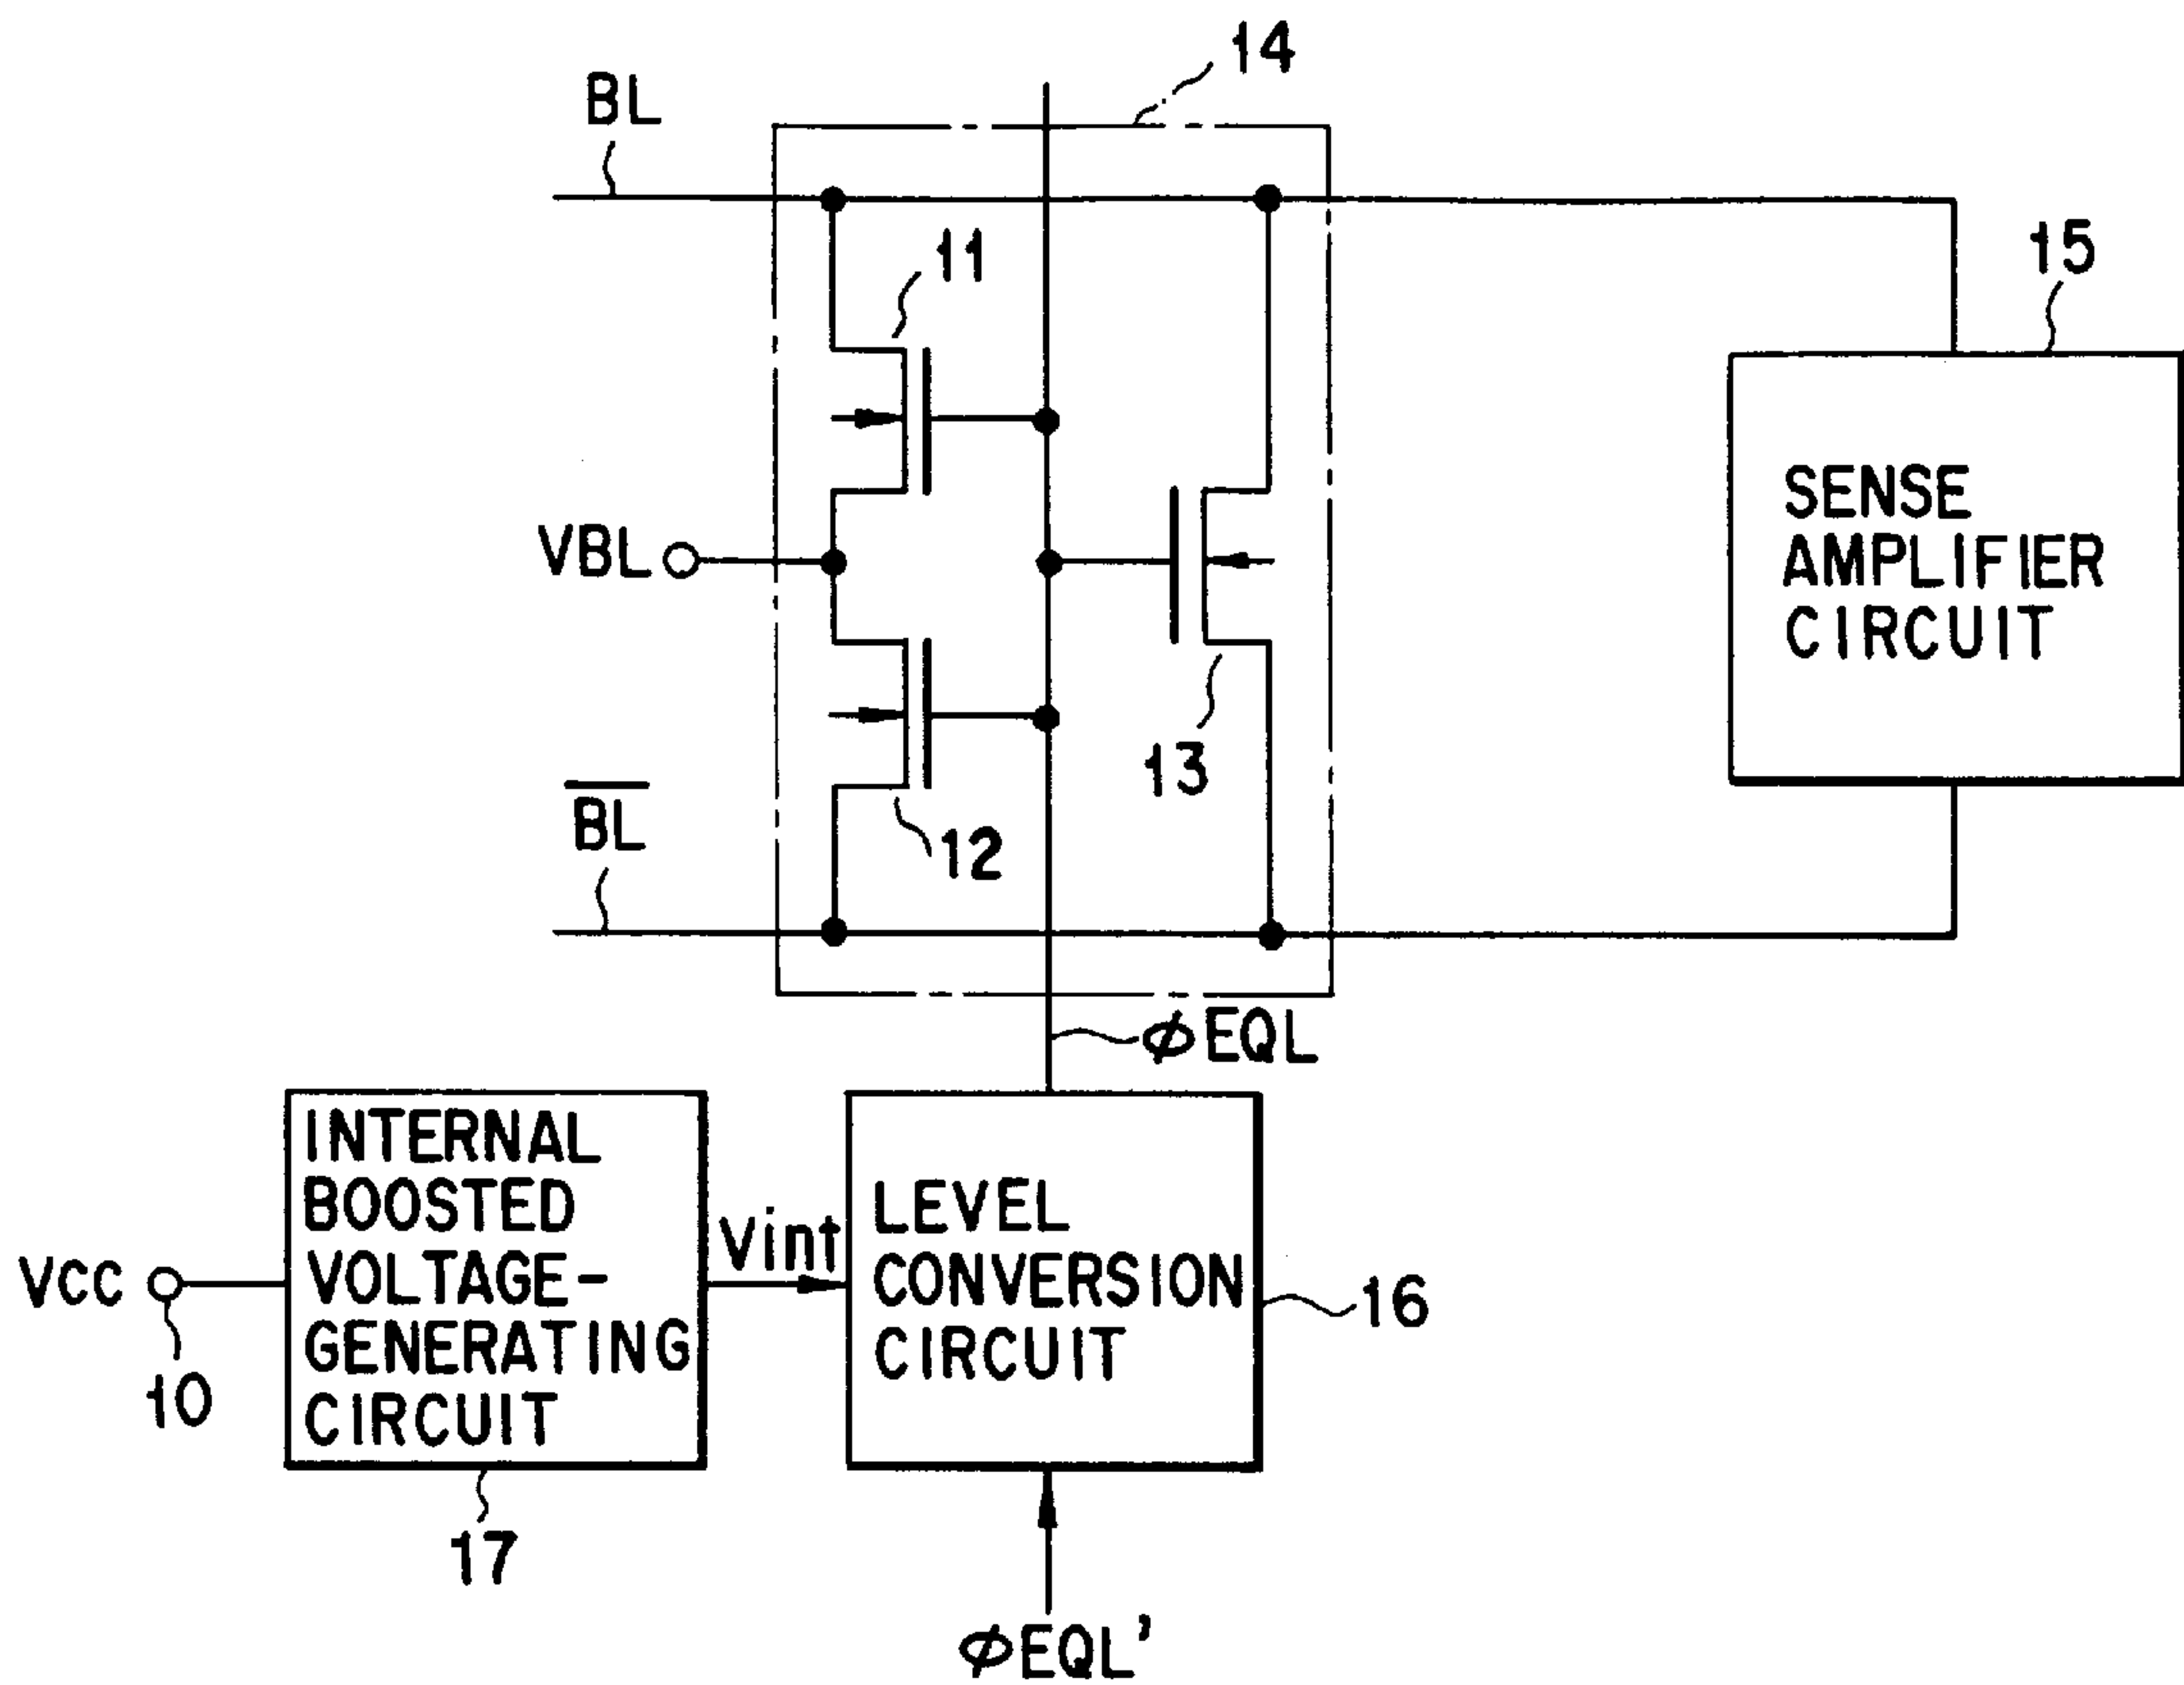 14
BL
11
15
VBL
SENSE
AMPLIFIER
CIRCUIT
13
B̅L̅
12
φEQL
INTERNAL
BOOSTED
VOLTAGE-
GENERATING
CIRCUIT
Vint
LEVEL
CONVERSION
CIRCUIT
VCC
16
10
17
φEQL'